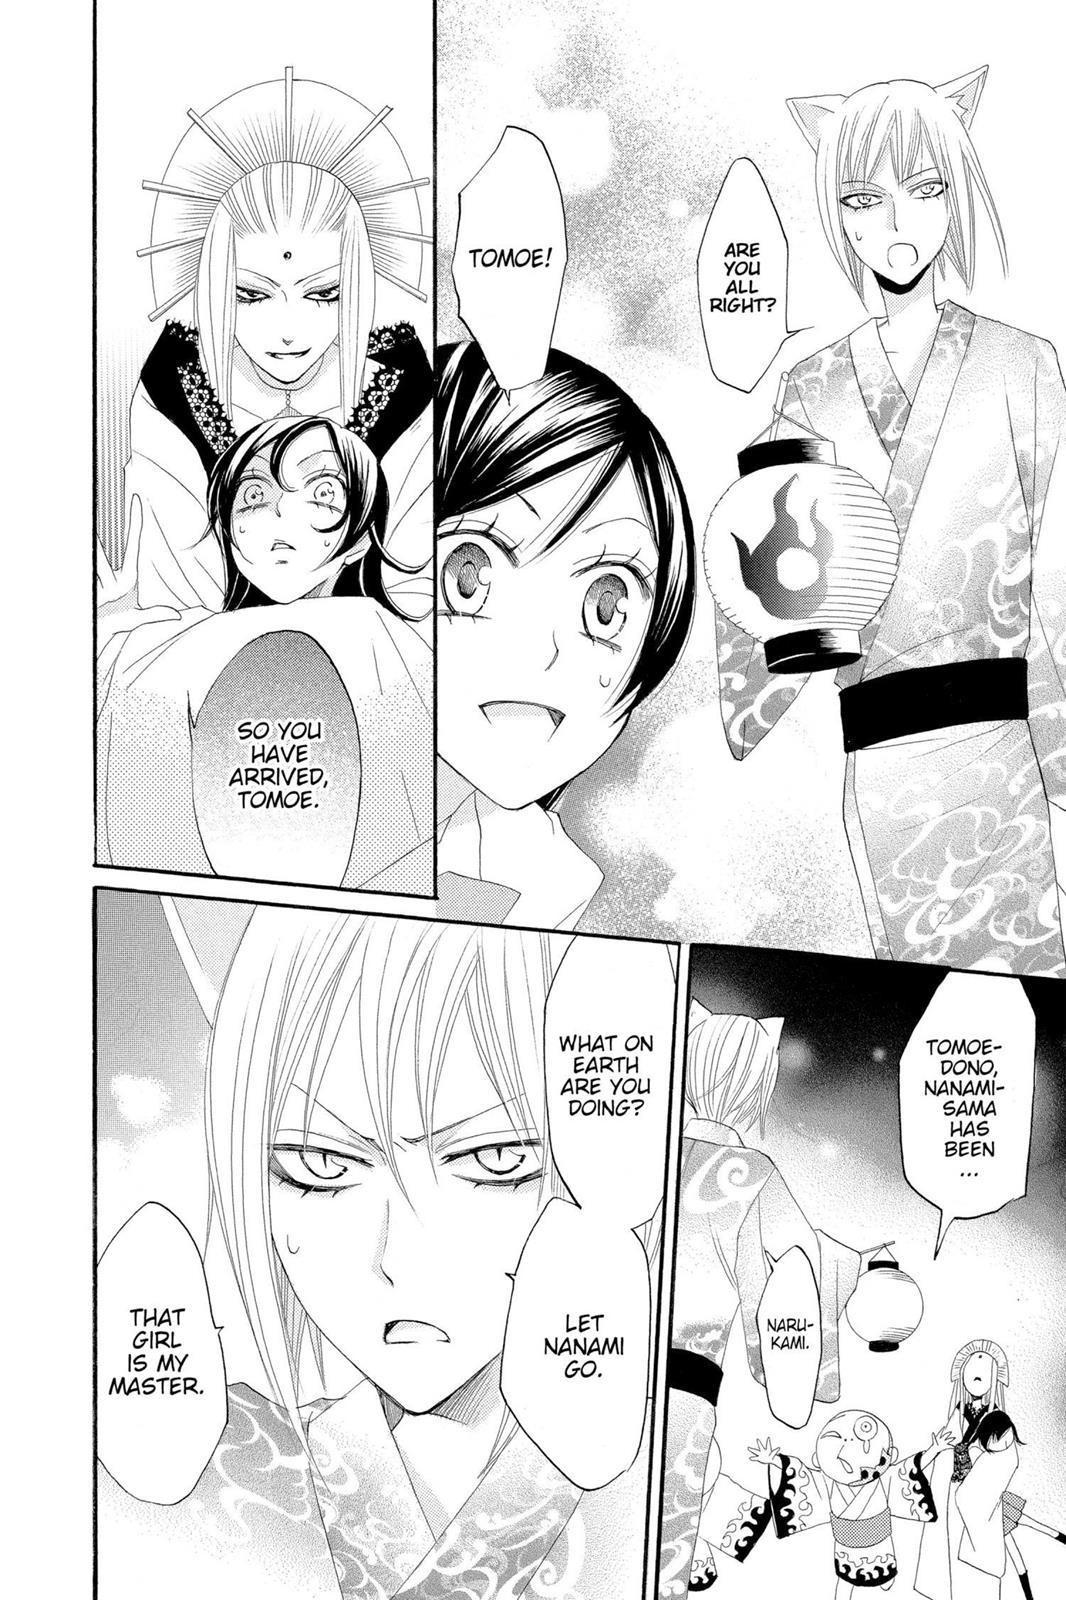 ARE
YOU
ALL
RIGHT?
TOMOE!
SO YOU
HAVE
ARRIVED,
TOMOE.
TOMOE-
DONO,
NANAMI-
SAMA
HAS
BEEN
...
NARU-
KAMI.
WHAT ON
EARTH
ARE YOU
DOING?
LET
NANAMI
GO.
THAT
GIRL
IS MY
MASTER.